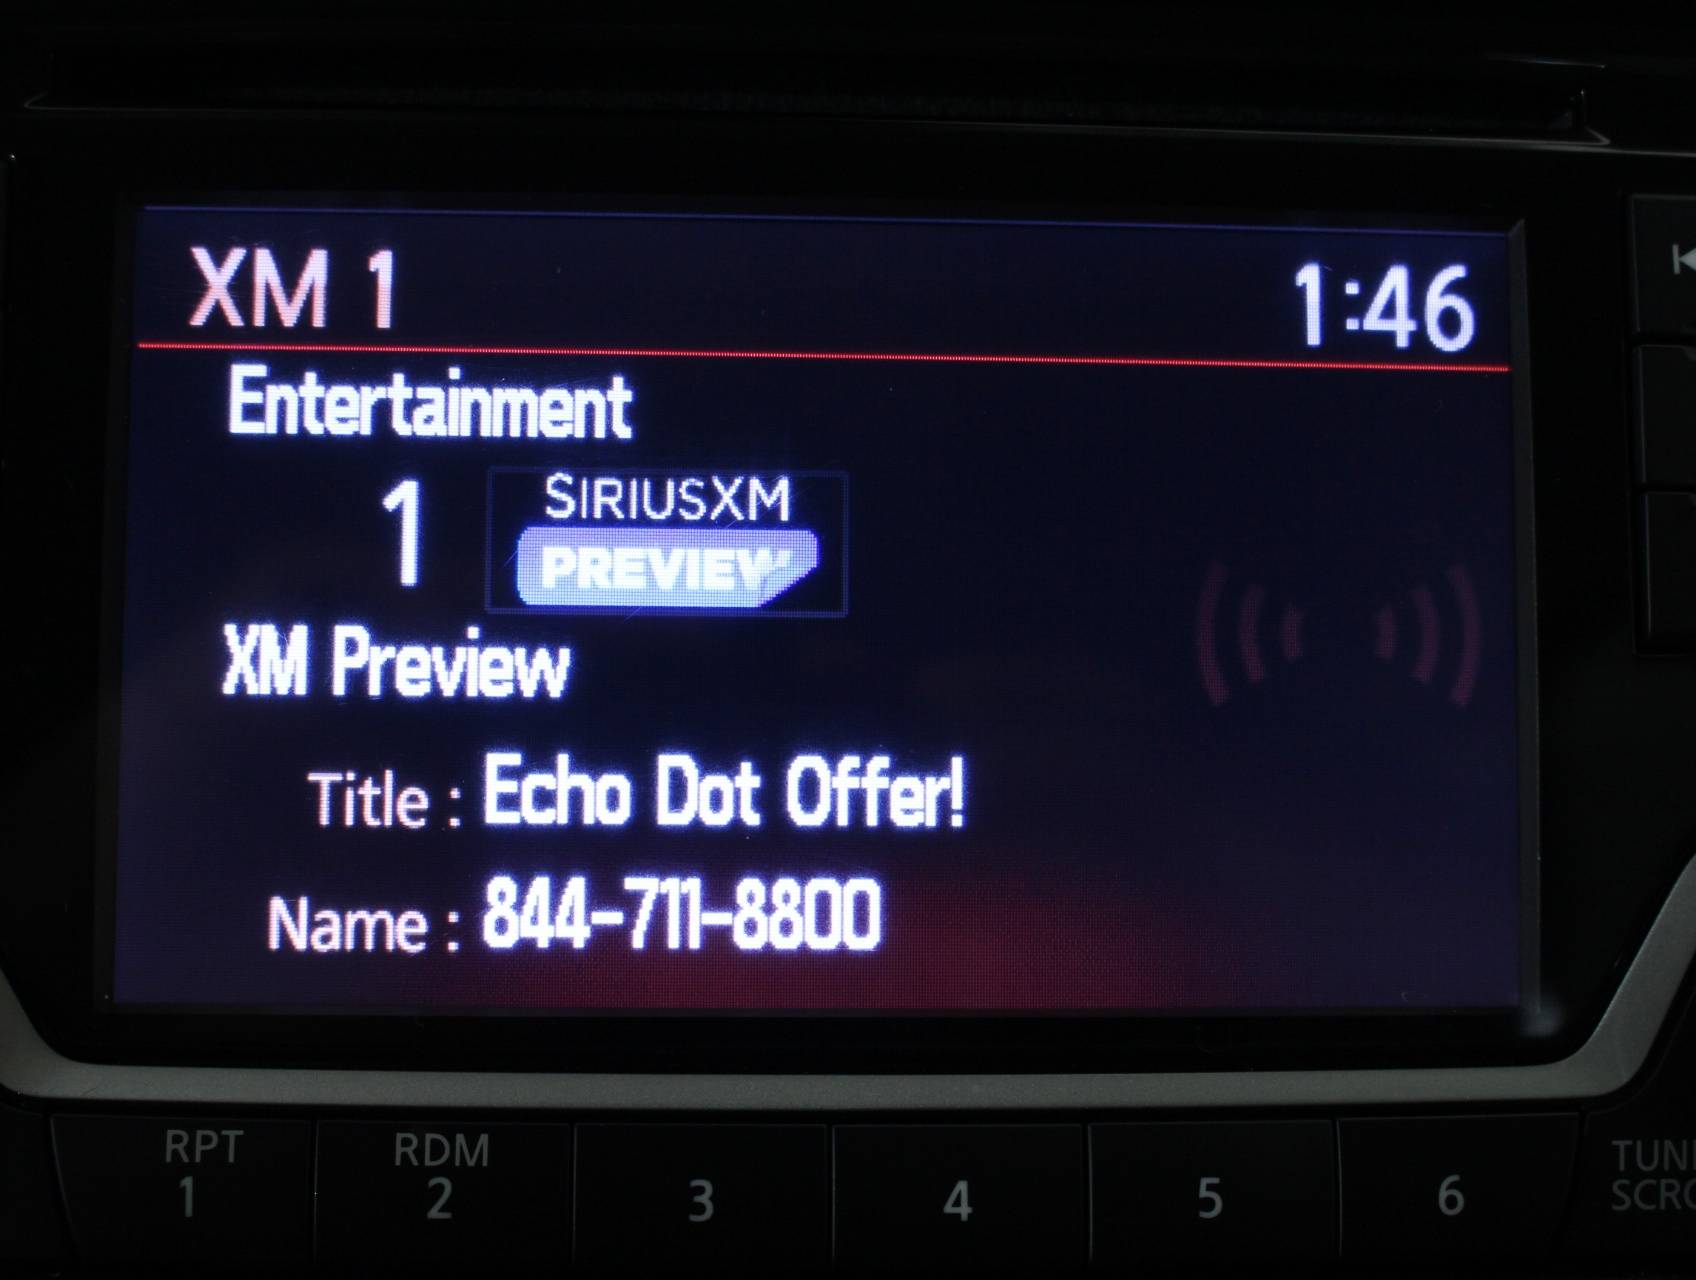 XM 1 1:46
Entertainment
1 SIRIUSXM
PREVIEW
XM Preview
Title : Echo Dot Offer!
Name : 844-711-8800
RPT RDM
1 2 3 4 5 6